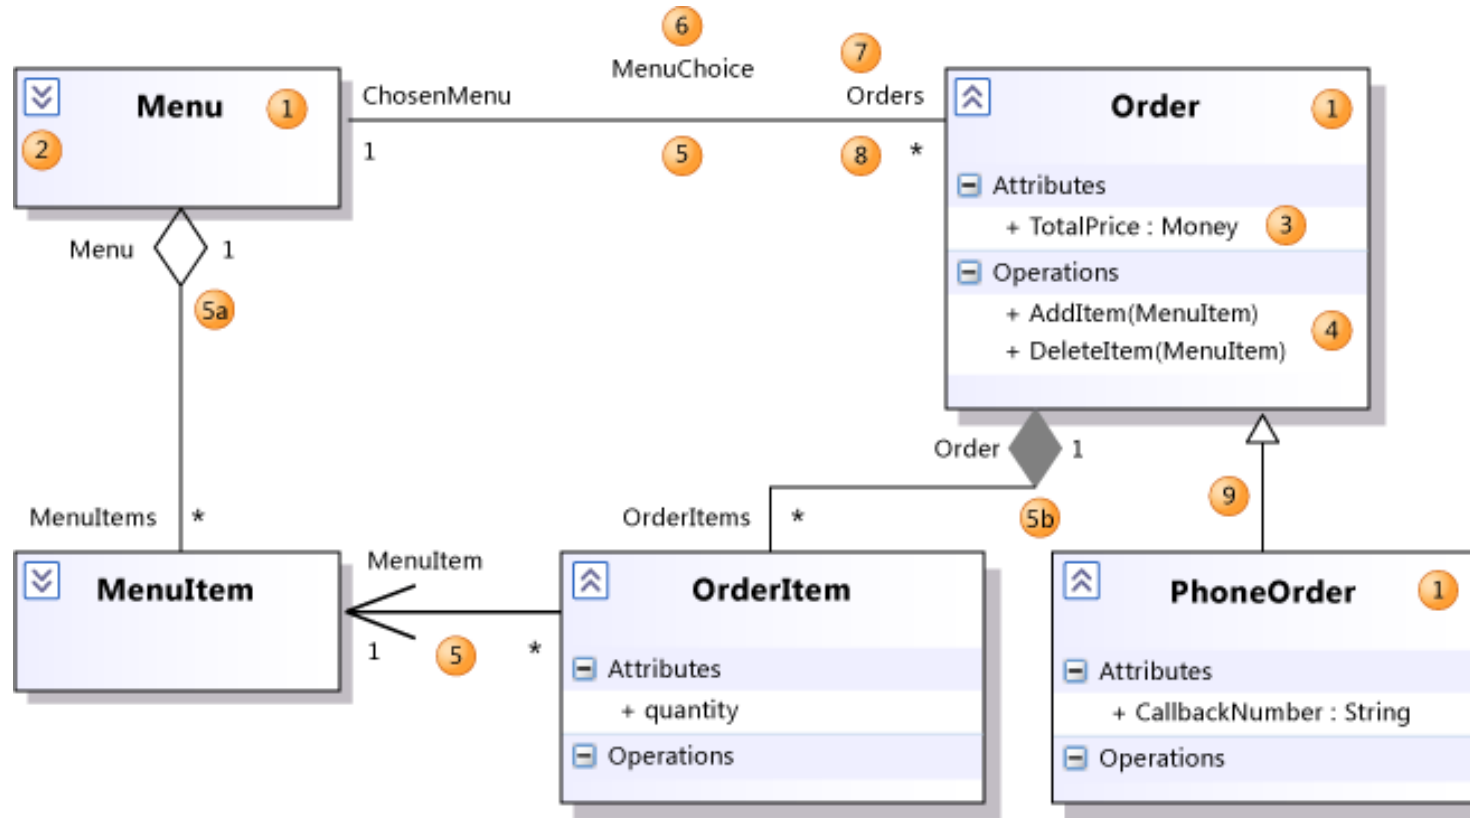 6
7
MenuChoice
Menu 1
ChosenMenu
Orders
Order 1
2
1
5
8 *
Attributes
+ TotalPrice : Money 3
Menu 1
Operations
5a
+ AddItem(MenuItem)
4
+ DeleteItem(MenuItem)
Order 1
9
MenuItems *
OrderItems *
5b
MenuItem
MenuItem
OrderItem
PhoneOrder 1
1 5 *
Attributes
Attributes
+ quantity
+ CallbackNumber : String
Operations
Operations